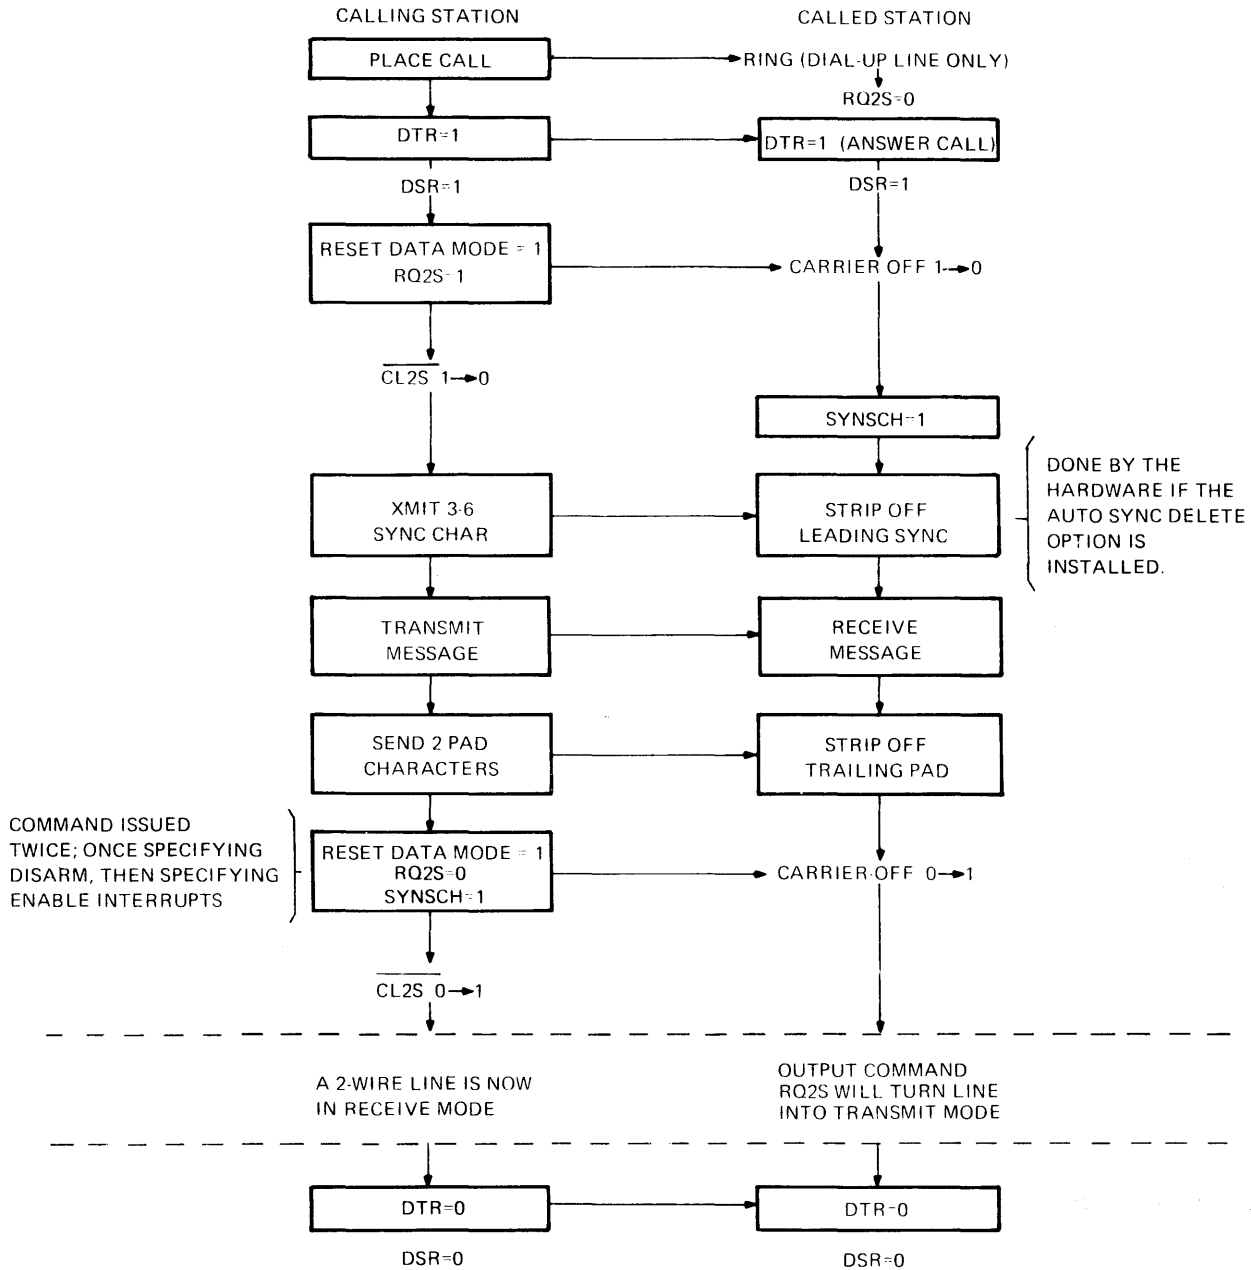 CALLING STATION
CALLED STATION
PLACE CALL
RING (DIAL-UP LINE ONLY)
RQ2S=0
DTR=1
DTR=1 (ANSWER CALL)
DSR=1
DSR=1
RESET DATA MODE = 1
RQ2S=1
CARRIER OFF 1→0
CL2S 1→0
SYNSCH=1
XMIT 3-6
SYNC CHAR
STRIP OFF
LEADING SYNC
DONE BY THE
HARDWARE IF THE
AUTO SYNC DELETE
OPTION IS
INSTALLED.
TRANSMIT
MESSAGE
RECEIVE
MESSAGE
SEND 2 PAD
CHARACTERS
STRIP OFF
TRAILING PAD
COMMAND ISSUED
TWICE; ONCE SPECIFYING
DISARM, THEN SPECIFYING
ENABLE INTERRUPTS
RESET DATA MODE = 1
RQ2S=0
SYNSCH=1
CARRIER-OFF 0→1
CL2S 0→1
A 2-WIRE LINE IS NOW
IN RECEIVE MODE
OUTPUT COMMAND
RQ2S WILL TURN LINE
INTO TRANSMIT MODE
DTR=0
DTR=0
DSR=0
DSR=0